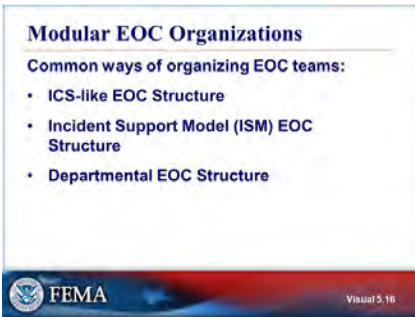 Modular EOC Organizations
Common ways of organizing EOC teams:
• ICS-like EOC Structure
• Incident Support Model (ISM) EOC
Structure
• Departmental EOC Structure
FEMA
Visual 5.16